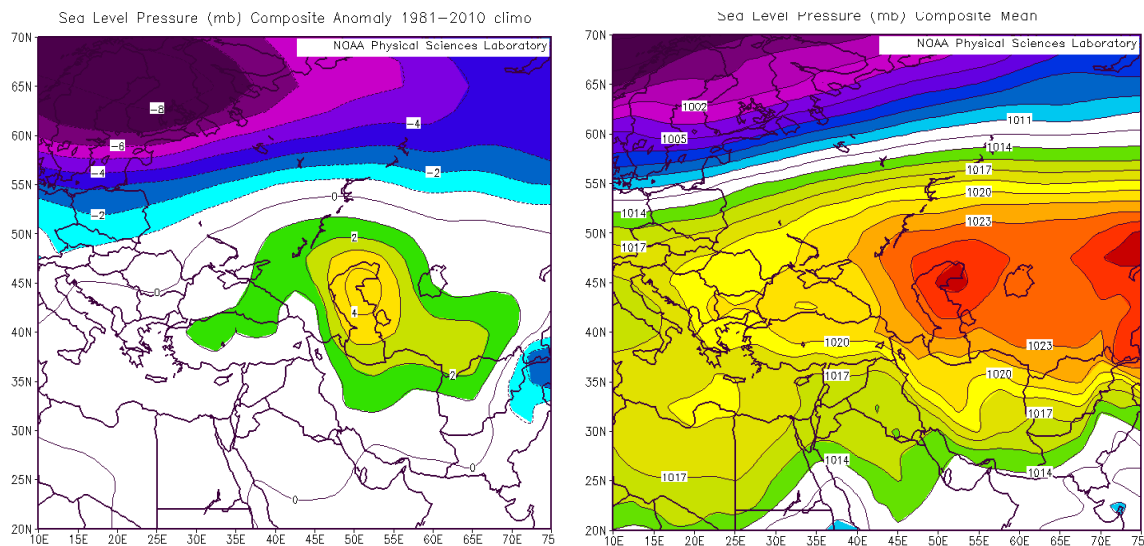 Sea Level Pressure (mb) Composite Anomaly 1981–2010 climo
NOAA Physical Sciences Laboratory
70N
65N
60N
55N
50N
45N
40N
35N
30N
25N
20N
10E 15E 20E 25E 30E 35E 40E 45E 50E 55E 60E 65E 70E 75E
-8
-6
-4
-4
-2
-2
0
2
0
4
2
0
0
Sea Level Pressure (mb) Composite Mean
NOAA Physical Sciences Laboratory
70N
65N
60N
55N
50N
45N
40N
35N
30N
25N
20N
10E 15E 20E 25E 30E 35E 40E 45E 50E 55E 60E 65E 70E 75
1002
1005
1011
1014
1017
1020
1014
1023
1017
1020
1023
1017
1020
1017
1014
1017
1014